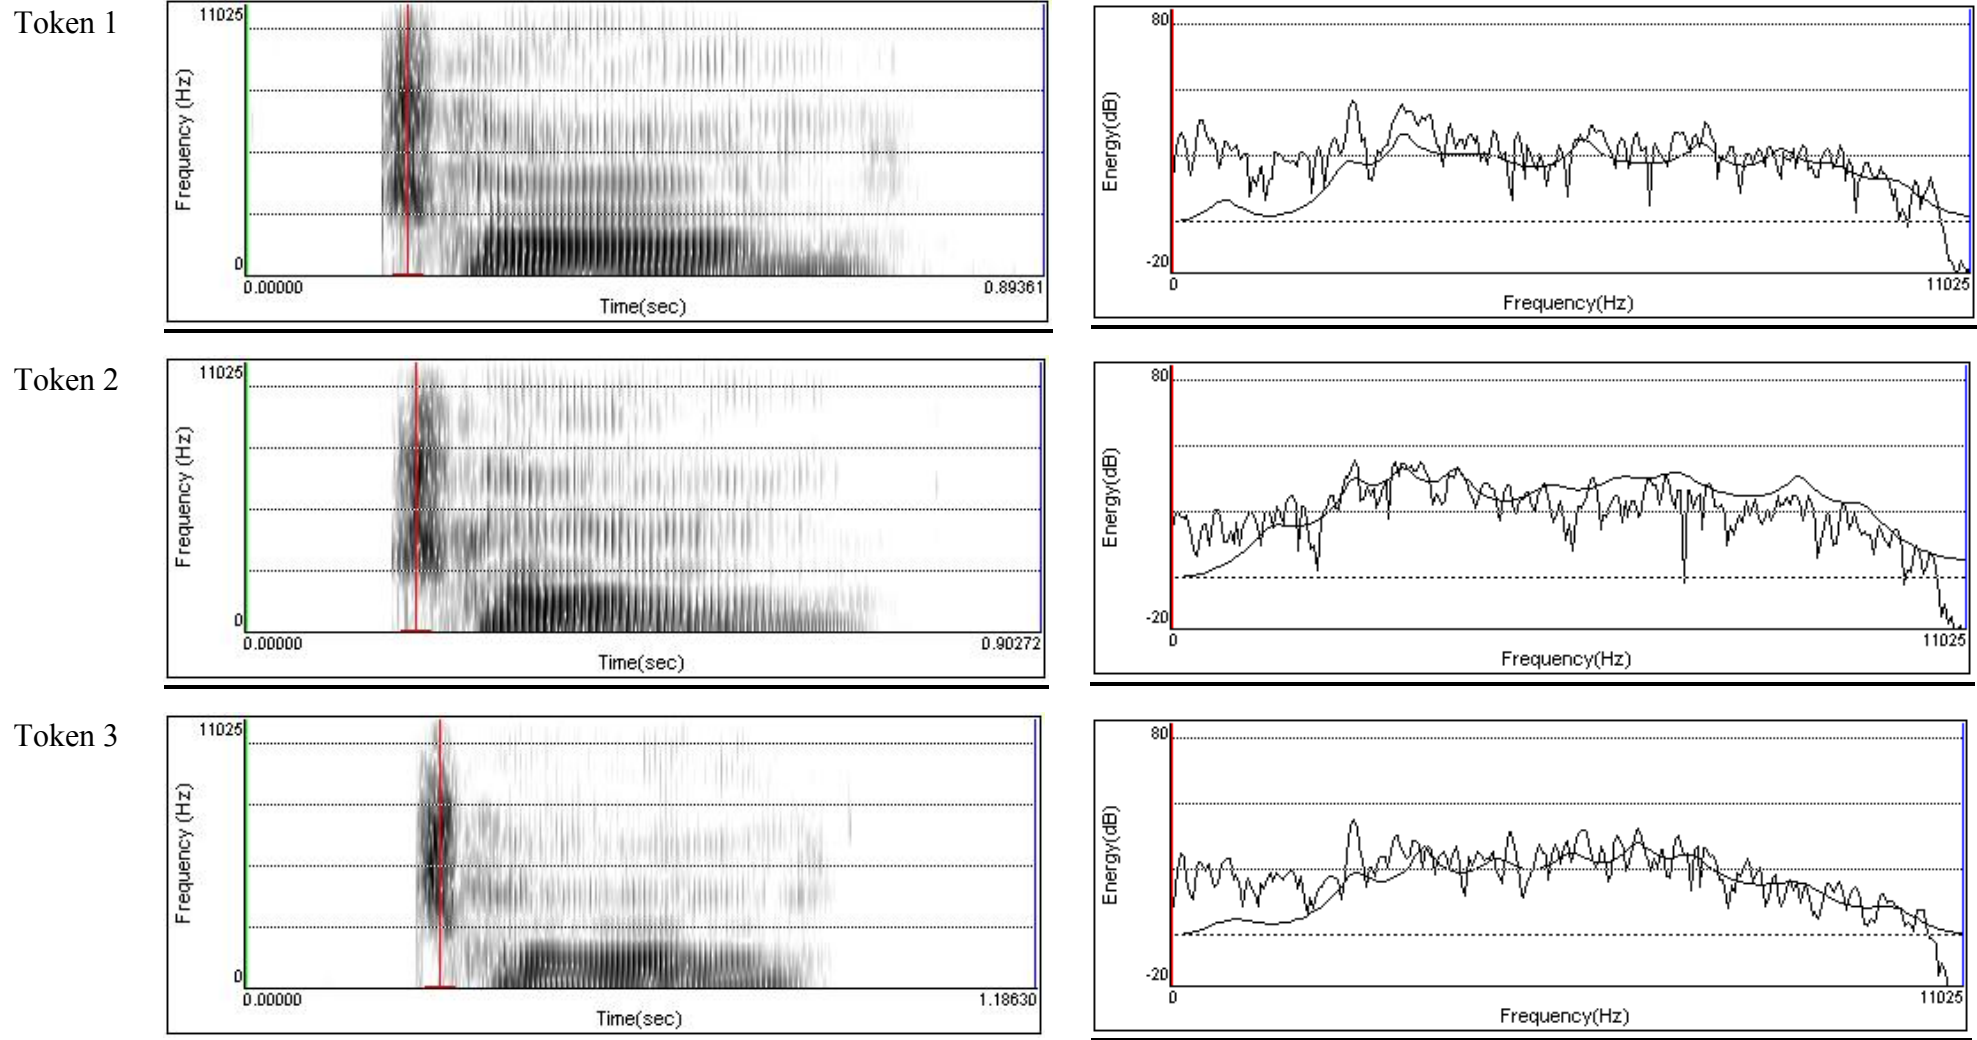 Token 1
11025
Frequency (Hz)
0
0.00000
0.89361
Time(sec)
80
Energy(dB)
-20
0
11025
Frequency(Hz)
Token 2
11025
Frequency (Hz)
0
0.00000
0.90272
Time(sec)
80
Energy(dB)
-20
0
11025
Frequency(Hz)
Token 3
11025
Frequency (Hz)
0
0.00000
1.18630
Time(sec)
80
Energy(dB)
-20
0
11025
Frequency(Hz)